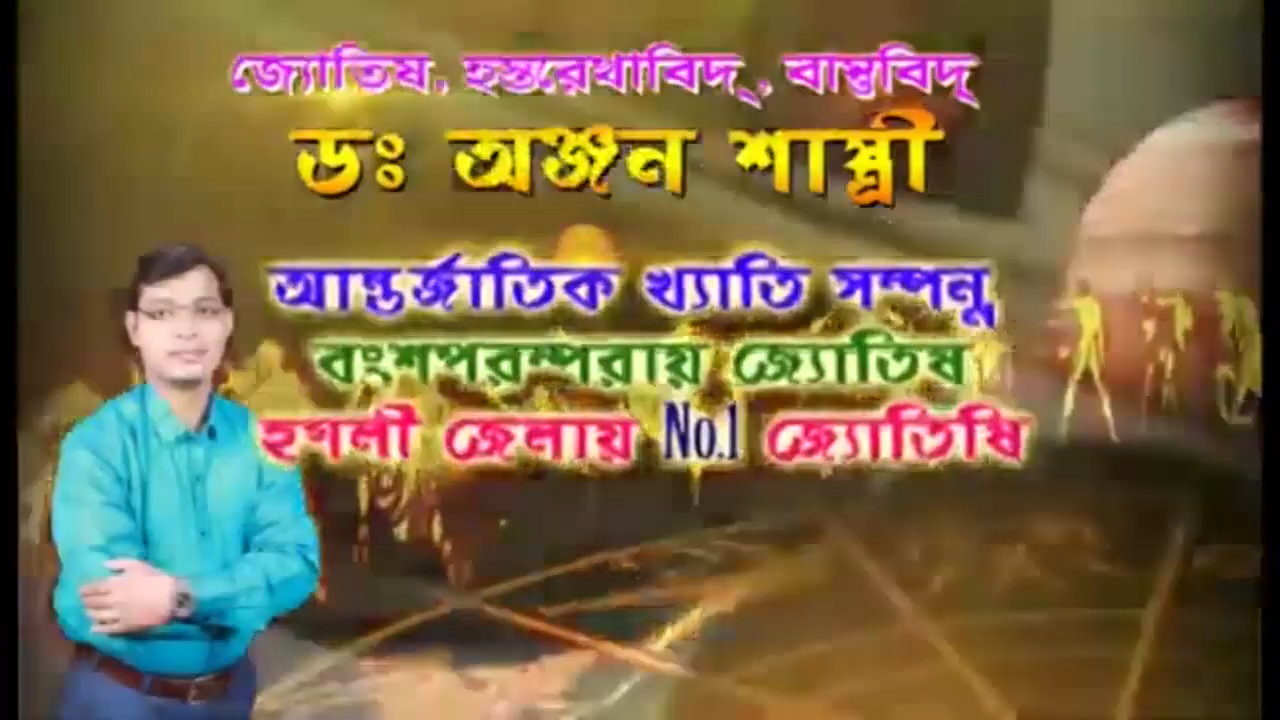 জ্যোতিষ, হস্তরেখাবিদ্, বাস্তুবিদ্
ডঃ অঞ্জন শাস্ত্রী
আন্তর্জাতিক খ্যাতি সম্পন্ন
বংশপরম্পরায় জ্যোতিষ
হুগলী জেলায় No.1 জ্যোতিষি